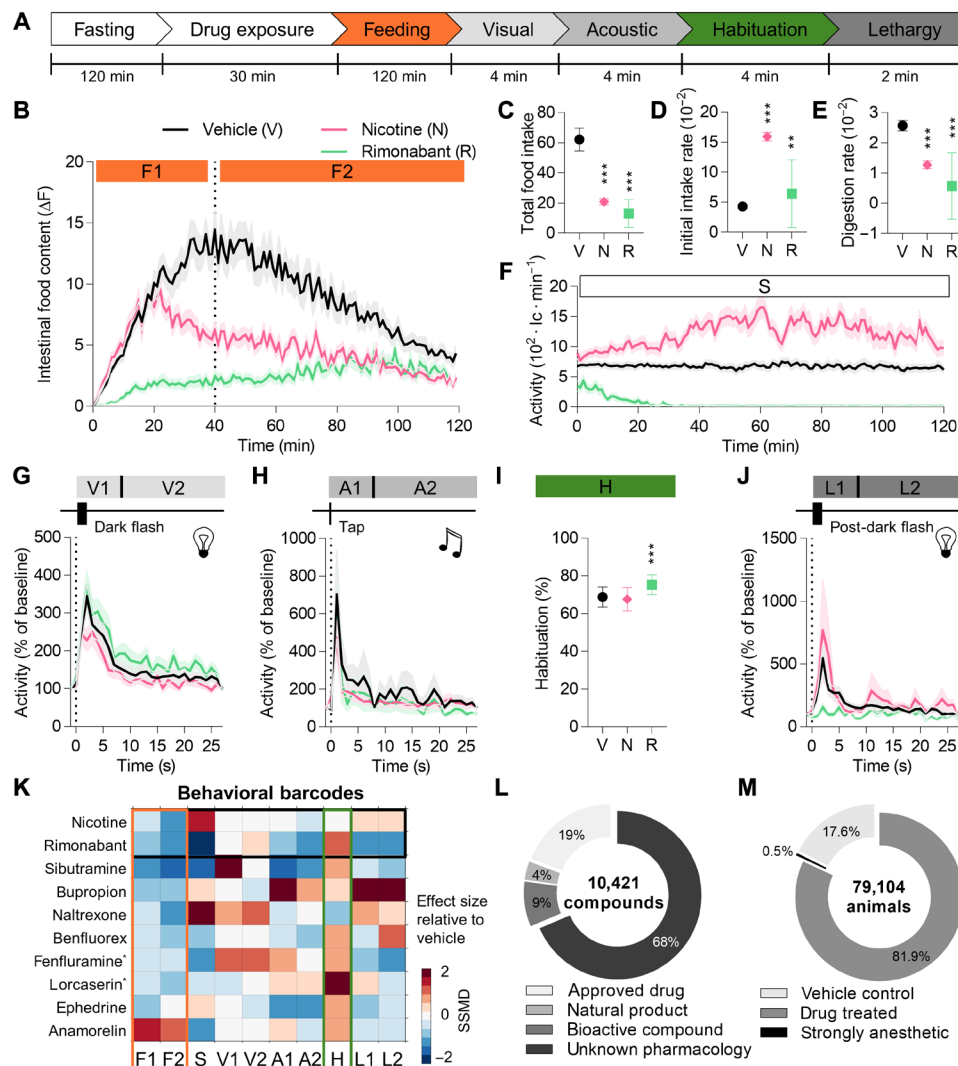 A
Fasting Drug exposure Feeding Visual Acoustic Habituation Lethargy
120 min 30 min 120 min 4 min 4 min 4 min 2 min
B
Vehicle (V) Nicotine (N)
Rimonabant (R)
F1 F2
Intestinal food content (ΔF)
20
15
10
5
0
0 20 40 60 80 100 120
Time (min)
C
Total food intake
80
60
40
20
0
*** ***
V N R
D
Initial intake rate (10⁻²)
20
15
10
5
0
*** **
V N R
E
Digestion rate (10⁻²)
3
2
1
0
−1
*** ***
V N R
F
S
Activity (10² · lc · min⁻¹)
20
15
10
5
0
0 20 40 60 80 100 120
Time (min)
G
V1 V2
Dark flash
Activity (% of baseline)
500
400
300
200
100
0
0 5 10 15 20 25
Time (s)
H
A1 A2
Tap
Activity (% of baseline)
1000
800
600
400
200
0
0 5 10 15 20 25
Time (s)
I
H
Habituation (%)
100
80
60
40
20
0
***
V N R
J
L1 L2
Post-dark flash
Activity (% of baseline)
1500
1000
500
0
0 5 10 15 20 25
Time (s)
K
Behavioral barcodes
Nicotine
Rimonabant
Sibutramine
Bupropion
Naltrexone
Benfluorex
Fenfluramine*
Lorcaserin*
Ephedrine
Anamorelin
F1 F2 S V1 V2 A1 A2 H L1 L2
Effect size
relative to
vehicle
2
1
0
−1
−2
SSMD
L
19%
4%
9%
68%
10,421
compounds
Approved drug
Natural product
Bioactive compound
Unknown pharmacology
M
17.6%
0.5%
81.9%
79,104
animals
Vehicle control
Drug treated
Strongly anesthetic